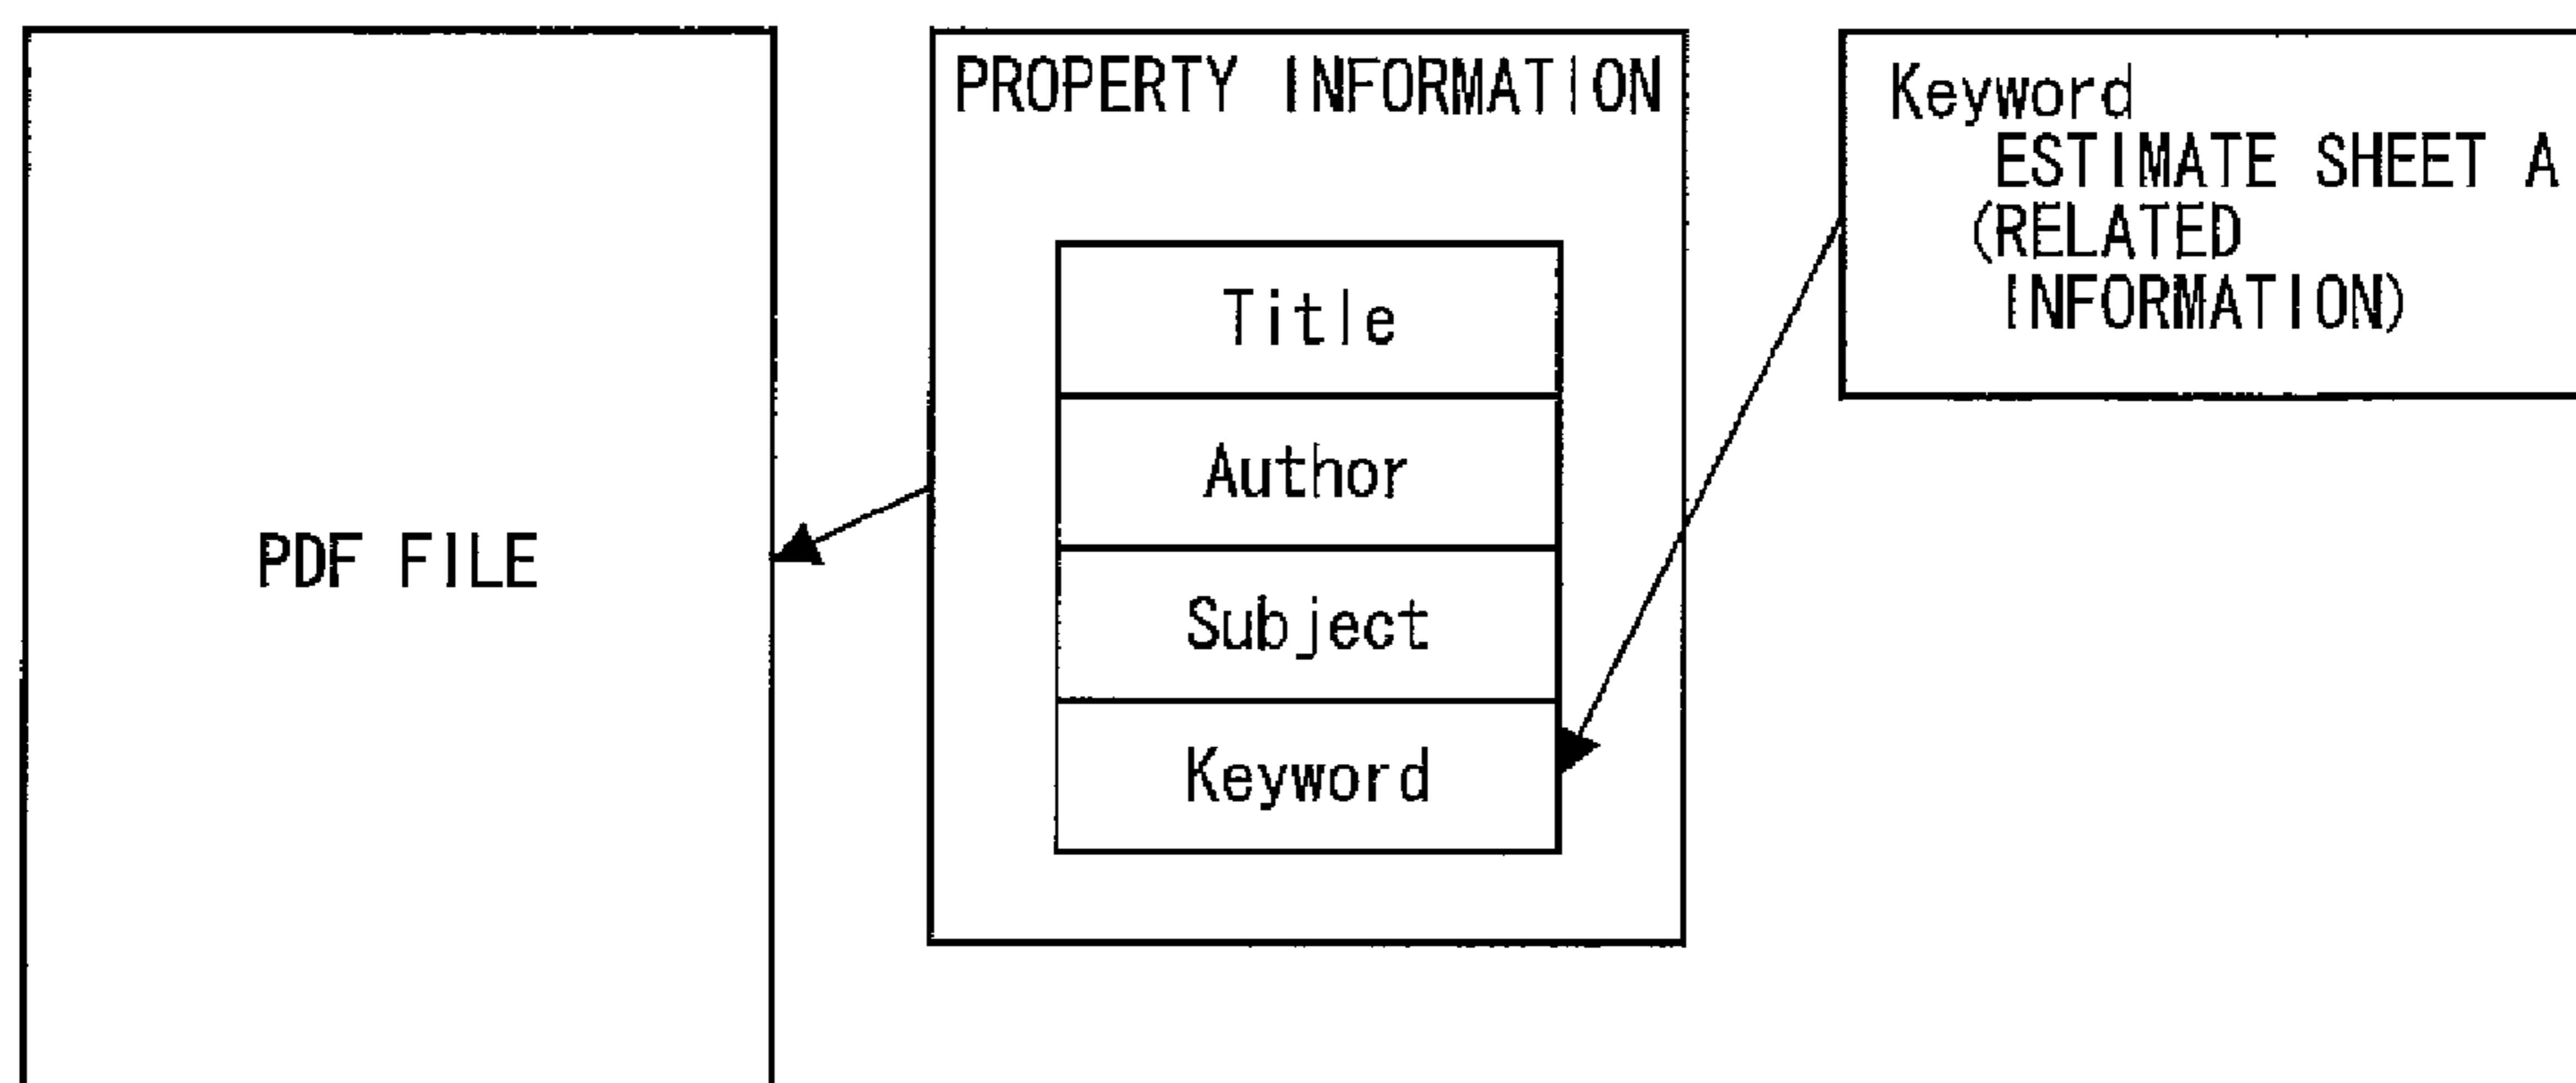 PDF FILE
PROPERTY INFORMATION
Title
Author
Subject
Keyword
Keyword
ESTIMATE SHEET A
(RELATED
INFORMATION)